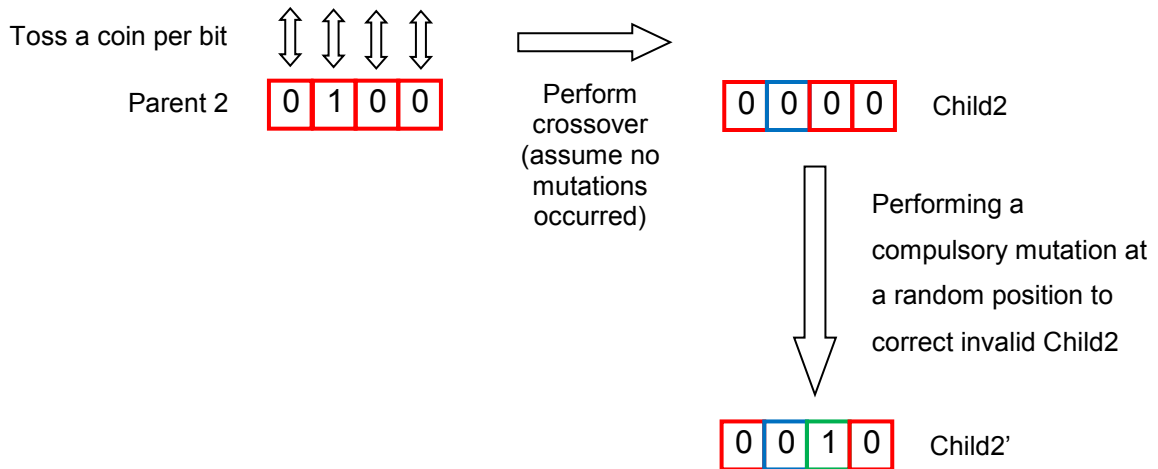 Toss a coin per bit
Parent 2
0 1 0 0
Perform
crossover
(assume no
mutations
occurred)
0 0 0 0
Child2
Performing a
compulsory mutation at
a random position to
correct invalid Child2
0 0 1 0
Child2’